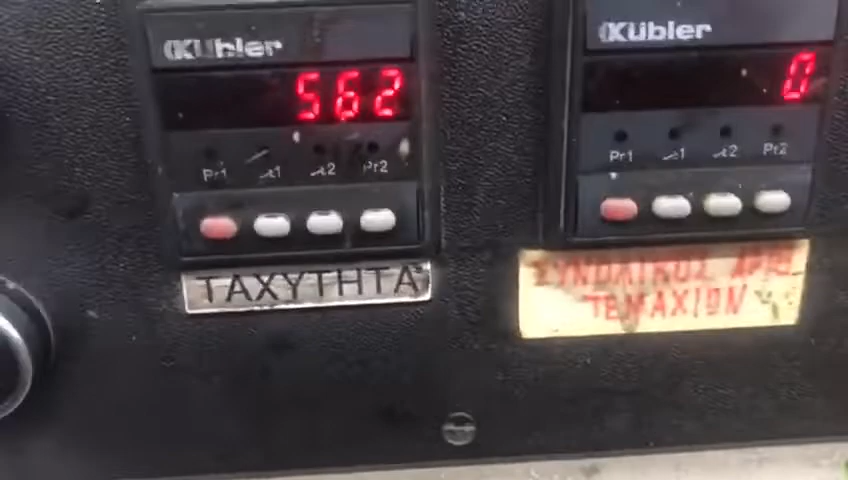 Kübler
562
Pr1 Pr2
ΤΑΧΥΤΗΤΑ
Kübler
0
Pr1 Pr2
ΣΥΝΟΛΙΚΟΣ ΑΡΙΘ
ΤΕΜΑΧΙΩΝ